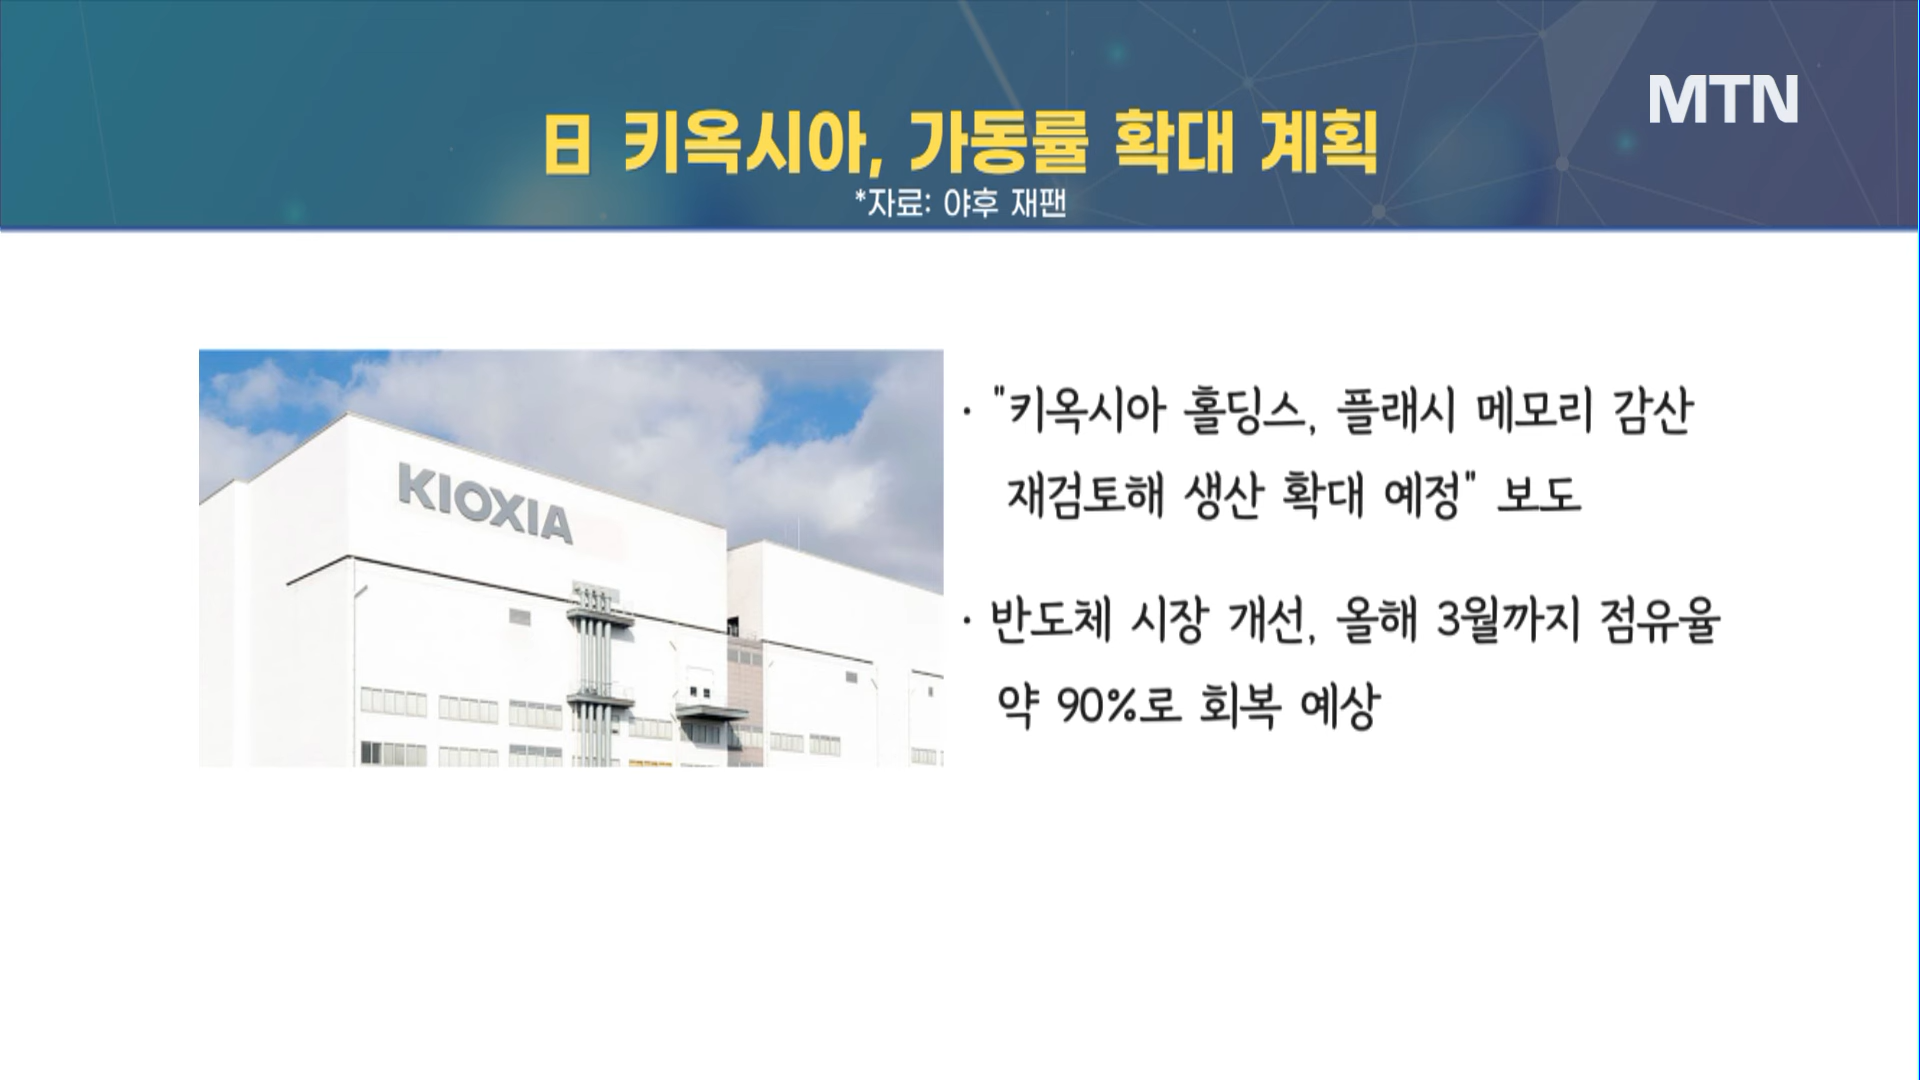 MTN
日 키옥시아, 가동률 확대 계획
*자료: 야후 재팬
KIOXIA
· "키옥시아 홀딩스, 플래시 메모리 감산
재검토해 생산 확대 예정" 보도
· 반도체 시장 개선, 올해 3월까지 점유율
약 90%로 회복 예상